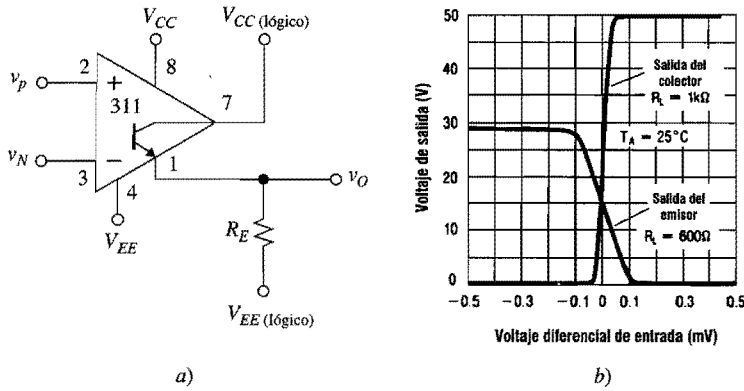 V_CC
V_CC (lógico)
v_p
2
+
8
311
7
v_N
3
−
4
1
v_O
V_EE
R_E
V_EE (lógico)
a)
Voltaje de salida (V)
50
40
30
20
10
0
Salida del
colector
R_L = 1kΩ
T_A = 25°C
Salida del
emisor
R_L = 600Ω
−0.5
−0.3
−0.1
0
0.1
0.3
0.5
Voltaje diferencial de entrada (mV)
b)